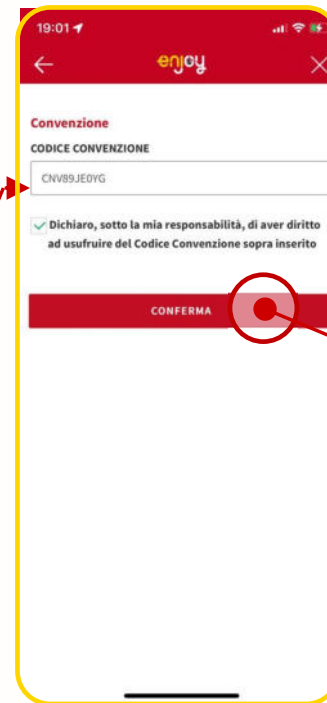 19:01
enjoy
Convenzione
CODICE CONVENZIONE
CNV89JE0YG
Dichiaro, sotto la mia responsabilità, di aver diritto
ad usufruire del Codice Convenzione sopra inserito
CONFERMA